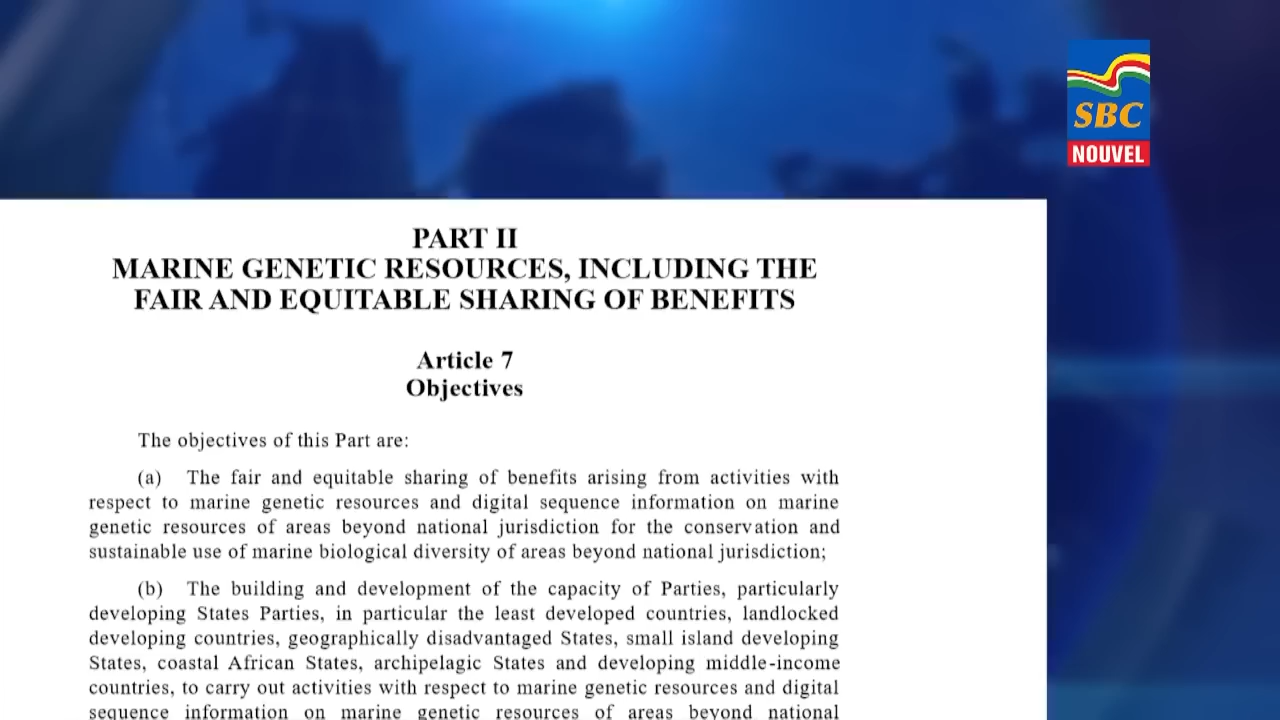 SBC
NOUVEL
PART II
MARINE GENETIC RESOURCES, INCLUDING THE
FAIR AND EQUITABLE SHARING OF BENEFITS
Article 7
Objectives
The objectives of this Part are:
(a) The fair and equitable sharing of benefits arising from activities with
respect to marine genetic resources and digital sequence information on marine
genetic resources of areas beyond national jurisdiction for the conservation and
sustainable use of marine biological diversity of areas beyond national jurisdiction;
(b) The building and development of the capacity of Parties, particularly
developing States Parties, in particular the least developed countries, landlocked
developing countries, geographically disadvantaged States, small island developing
States, coastal African States, archipelagic States and developing middle-income
countries, to carry out activities with respect to marine genetic resources and digital
sequence information on marine genetic resources of areas beyond national